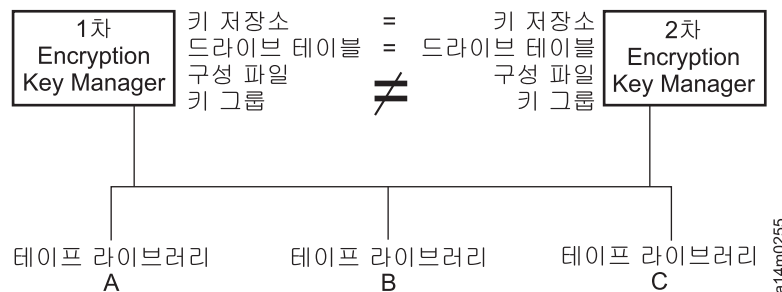 1차
Encryption
Key Manager
키 저장소 = 키 저장소
드라이브 테이블 = 드라이브 테이블
구성 파일 ≠ 구성 파일
키 그룹 키 그룹
2차
Encryption
Key Manager
테이프 라이브러리
A
테이프 라이브러리
B
테이프 라이브러리
C
a14m0255